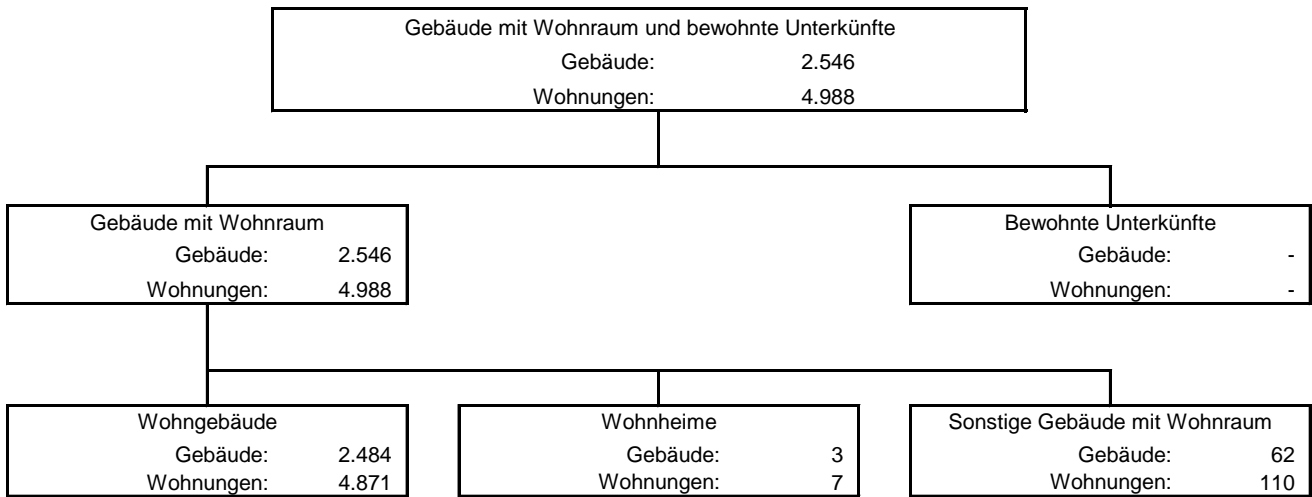 Gebäude mit Wohnraum und bewohnte Unterkünfte
Gebäude: 2.546
Wohnungen: 4.988
Gebäude mit Wohnraum
Gebäude: 2.546
Wohnungen: 4.988
Bewohnte Unterkünfte
Gebäude: -
Wohnungen: -
Wohngebäude
Gebäude: 2.484
Wohnungen: 4.871
Wohnheime
Gebäude: 3
Wohnungen: 7
Sonstige Gebäude mit Wohnraum
Gebäude: 62
Wohnungen: 110